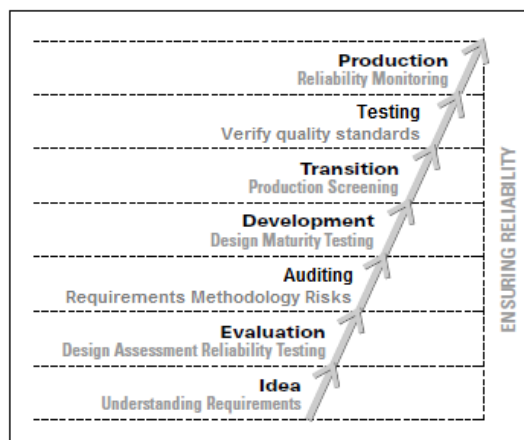 Production
Reliability Monitoring
Testing
Verify quality standards
Transition
Production Screening
Development
Design Maturity Testing
Auditing
Requirements Methodology Risks
Evaluation
Design Assessment Reliability Testing
Idea
Understanding Requirements
ENSURING RELIABILITY